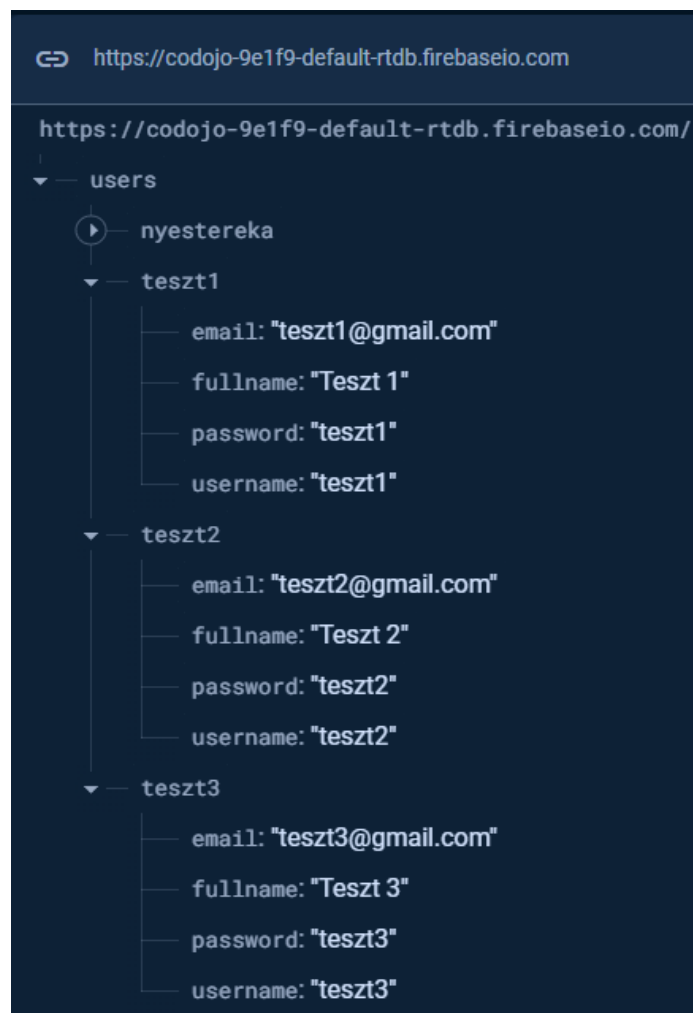 https://codojo-9e1f9-default-rtdb.firebaseio.com
https://codojo-9e1f9-default-rtdb.firebaseio.com/
users
nyestereka
teszt1
email: "teszt1@gmail.com"
fullname: "Teszt 1"
password: "teszt1"
username: "teszt1"
teszt2
email: "teszt2@gmail.com"
fullname: "Teszt 2"
password: "teszt2"
username: "teszt2"
teszt3
email: "teszt3@gmail.com"
fullname: "Teszt 3"
password: "teszt3"
username: "teszt3"